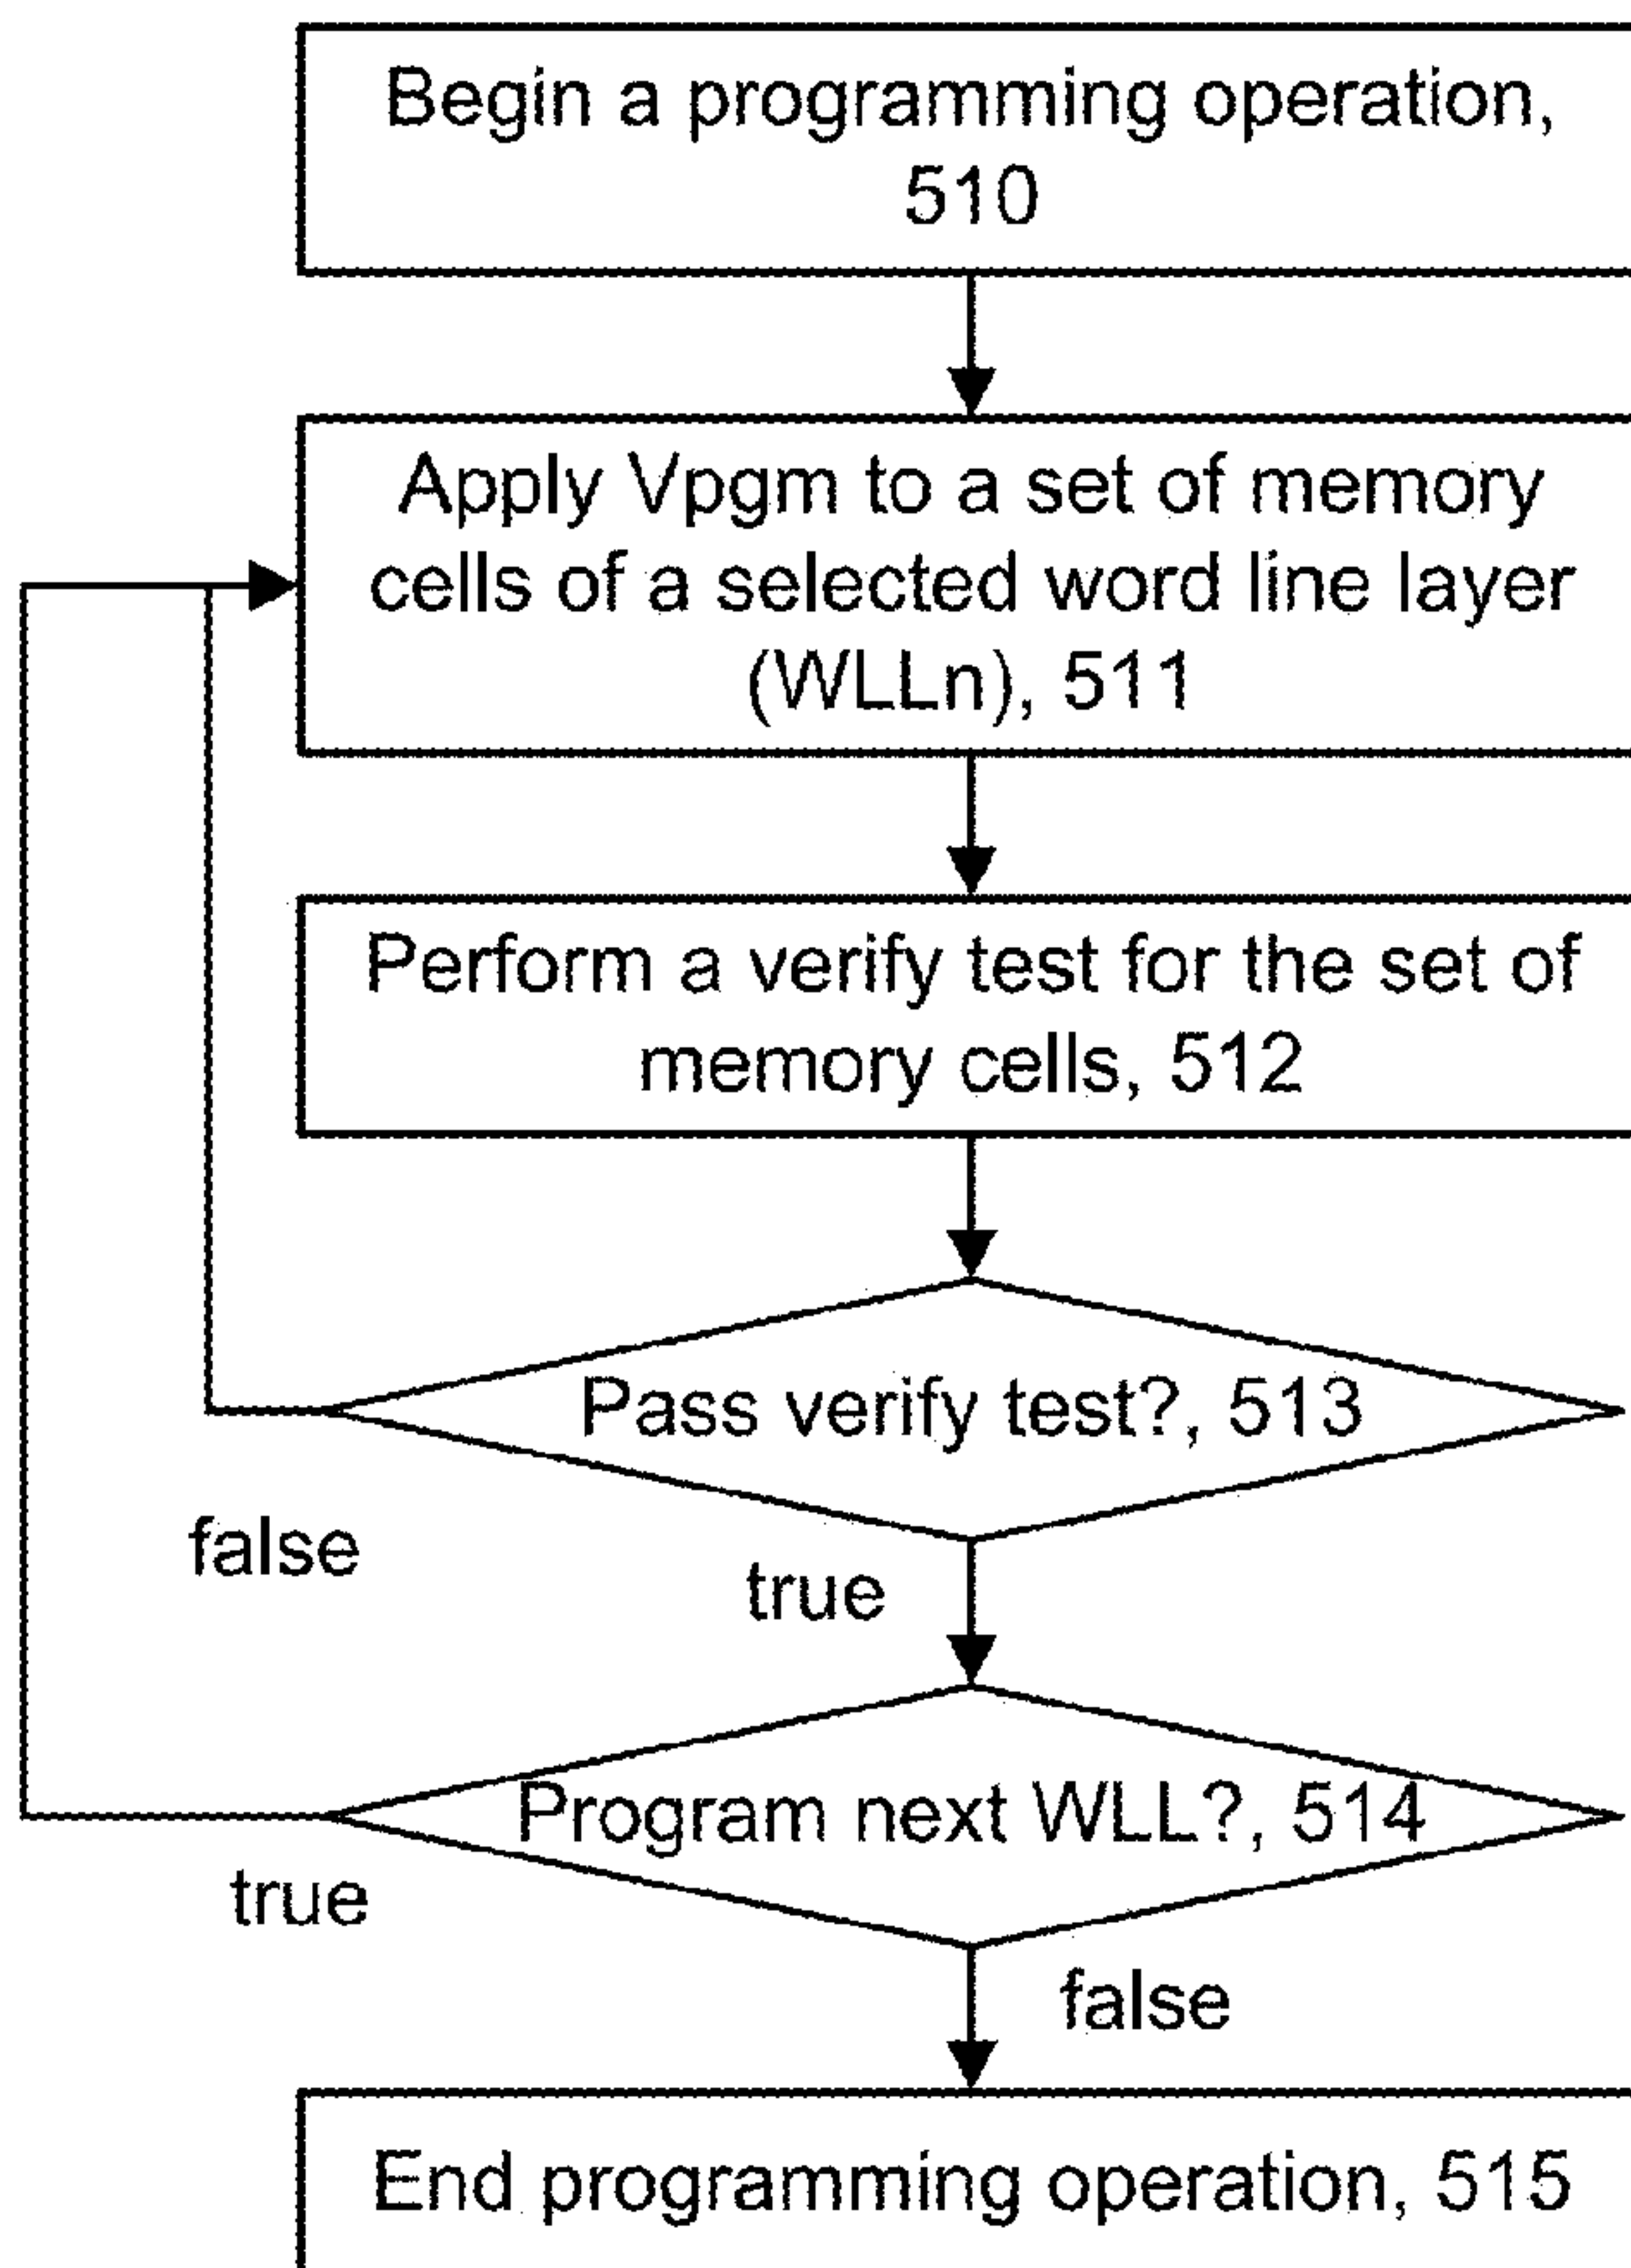 Begin a programming operation,
510
Apply Vpgm to a set of memory
cells of a selected word line layer
(WLLn), 511
Perform a verify test for the set of
memory cells, 512
Pass verify test?, 513
false
true
Program next WLL?, 514
true
false
End programming operation, 515